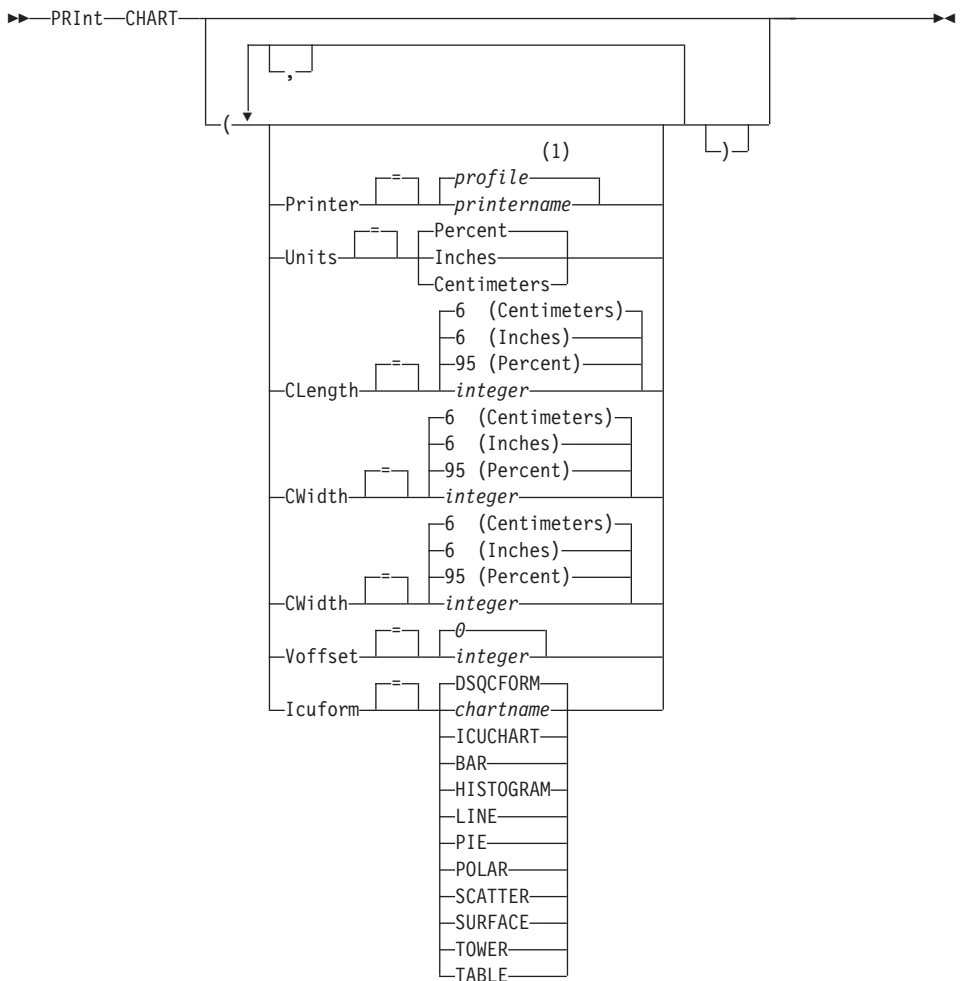 PRInt CHART
,
( )
(1)
= profile
Printer printername
= Percent
Units Inches
Centimeters
6 (Centimeters)
6 (Inches)
= 95 (Percent)
CLength integer
6 (Centimeters)
6 (Inches)
= 95 (Percent)
CWidth integer
6 (Centimeters)
6 (Inches)
= 95 (Percent)
CWidth integer
= 0
Voffset integer
= DSQCFORM
Icuform chartname
ICUCHART
BAR
HISTOGRAM
LINE
PIE
POLAR
SCATTER
SURFACE
TOWER
TABLE